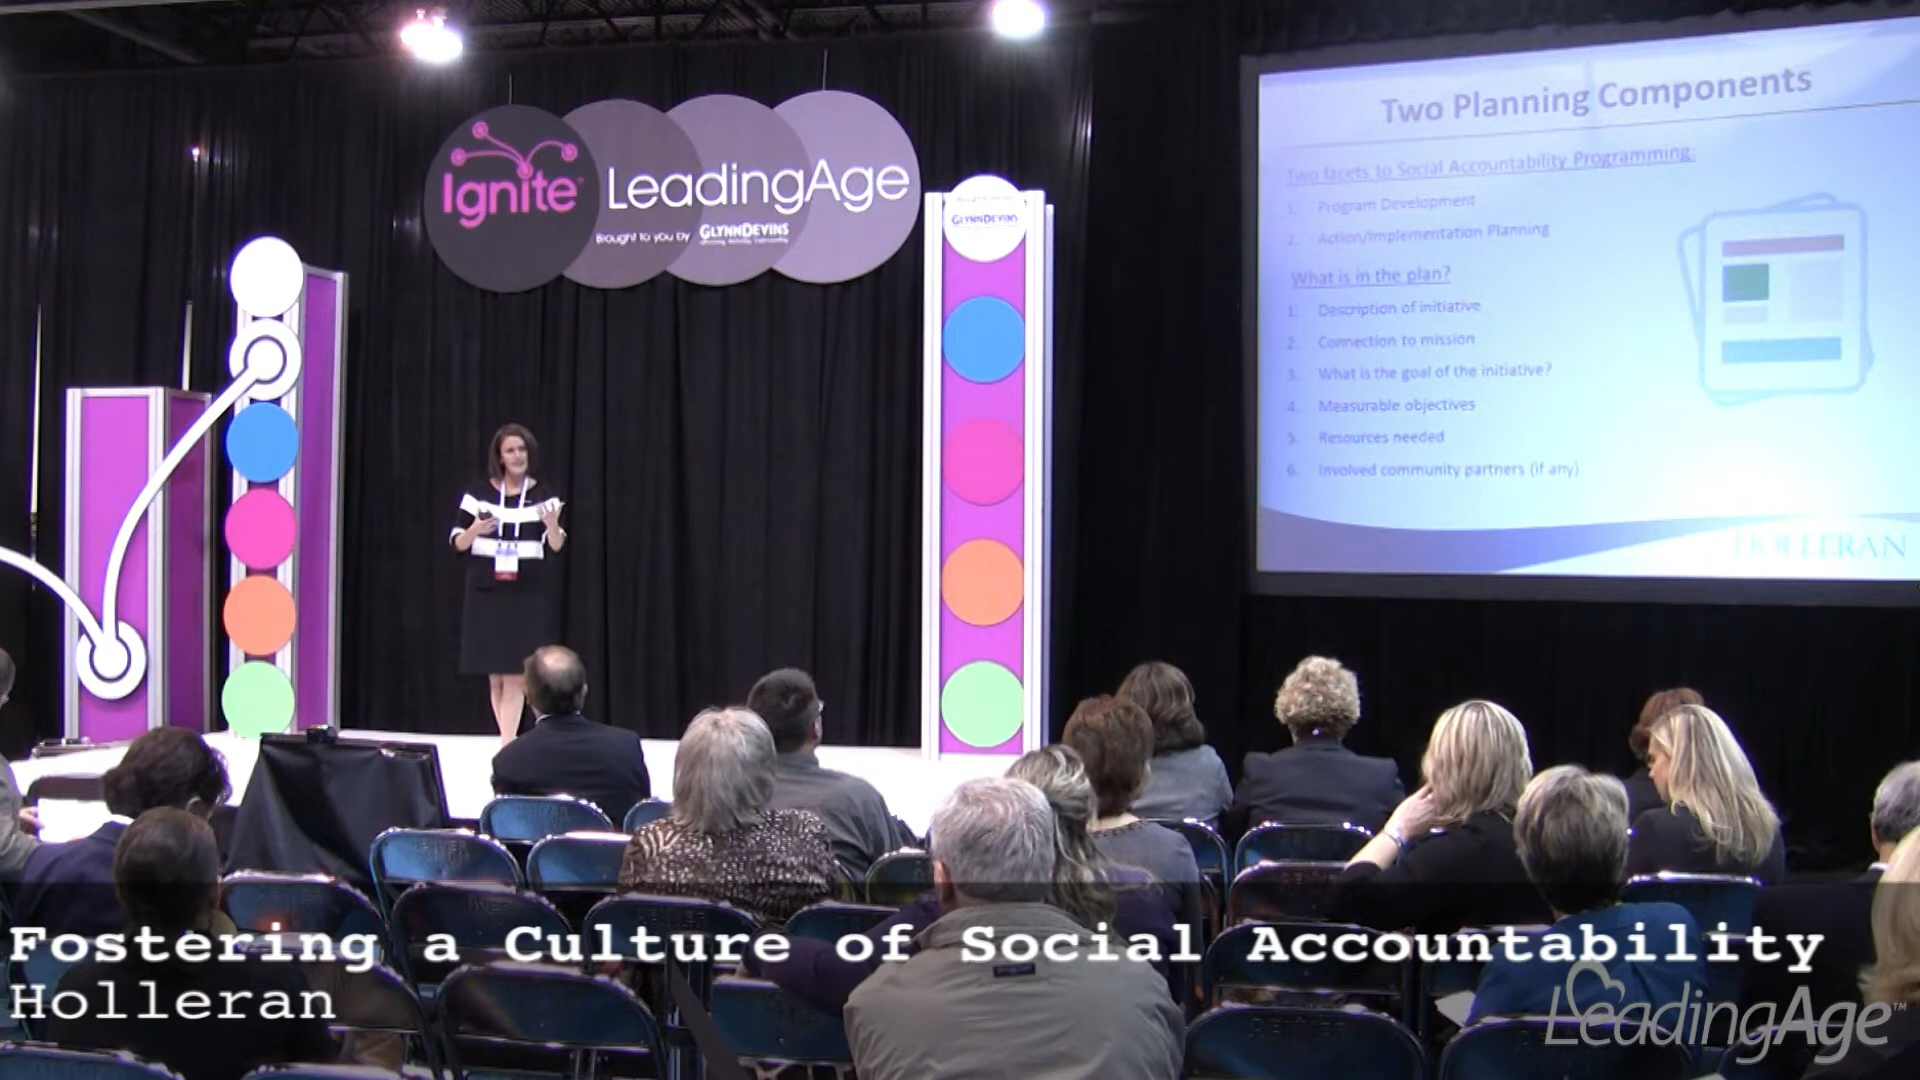 Ignite™
LeadingAge
Brought to you by GLYNNDEVINS
GLYNNDEVINS
Two Planning Components
Two facets to Social Accountability Programming:
1. Program Development
2. Action/Implementation Planning
What is in the plan?
1. Description of initiative
2. Connection to mission
3. What is the goal of the initiative?
4. Measurable objectives
5. Resources needed
6. Involved community partners (if any)
HOLLERAN
Fostering a Culture of Social Accountability
Holleran
LeadingAge™